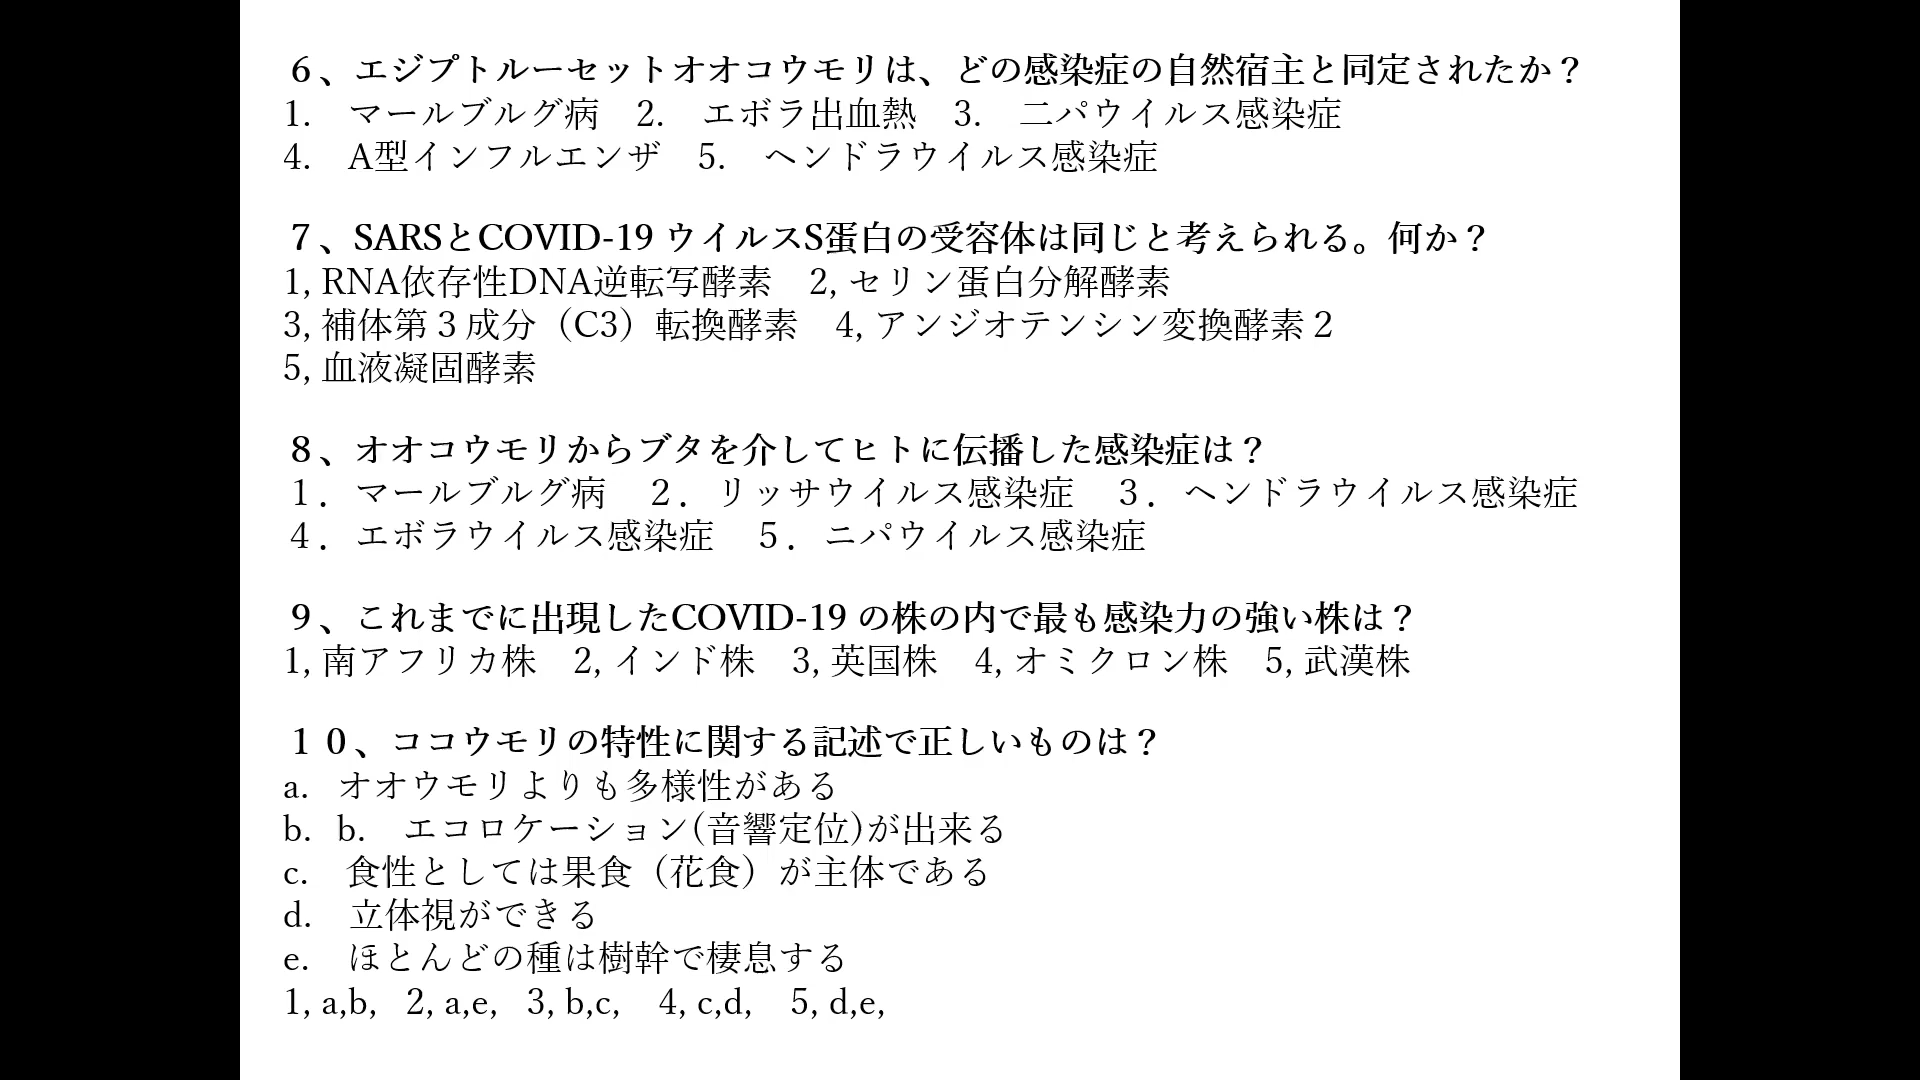 ６、エジプトルーセットオオコウモリは、どの感染症の自然宿主と同定されたか？
1.　マールブルグ病　2.　エボラ出血熱　3.　二パウイルス感染症
4.　A型インフルエンザ　5.　ヘンドラウイルス感染症
７、SARSとCOVID-19 ウイルスS蛋白の受容体は同じと考えられる。何か？
1, RNA依存性DNA逆転写酵素　2, セリン蛋白分解酵素
3, 補体第３成分（C3）転換酵素　4, アンジオテンシン変換酵素２
5, 血液凝固酵素
８、オオコウモリからブタを介してヒトに伝播した感染症は？
１．マールブルグ病　２．リッサウイルス感染症　３．ヘンドラウイルス感染症
４．エボラウイルス感染症　５．ニパウイルス感染症
９、これまでに出現したCOVID-19 の株の内で最も感染力の強い株は？
1, 南アフリカ株　2, インド株　3, 英国株　4, オミクロン株　5, 武漢株
１０、ココウモリの特性に関する記述で正しいものは？
a.　オオウモリよりも多様性がある
b.　b.　エコロケーション(音響定位)が出来る
c.　食性としては果食（花食）が主体である
d.　立体視ができる
e.　ほとんどの種は樹幹で棲息する
1, a,b,　2, a,e,　3, b,c,　4, c,d,　5, d,e,